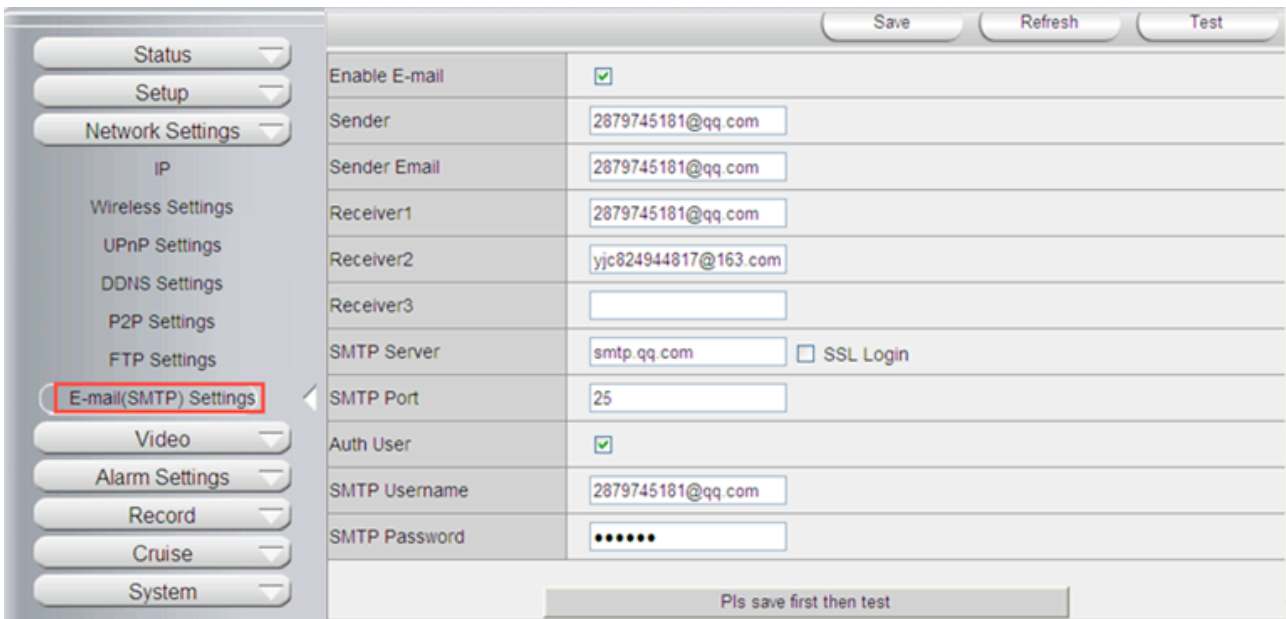 Save Refresh Test
Status
Setup
Network Settings
IP
Wireless Settings
UPnP Settings
DDNS Settings
P2P Settings
FTP Settings
E-mail(SMTP) Settings
Video
Alarm Settings
Record
Cruise
System
Enable E-mail
Sender 2879745181@qq.com
Sender Email 2879745181@qq.com
Receiver1 2879745181@qq.com
Receiver2 yjc824944817@163.com
Receiver3
SMTP Server smtp.qq.com SSL Login
SMTP Port 25
Auth User
SMTP Username 2879745181@qq.com
SMTP Password ••••••
Pls save first then test